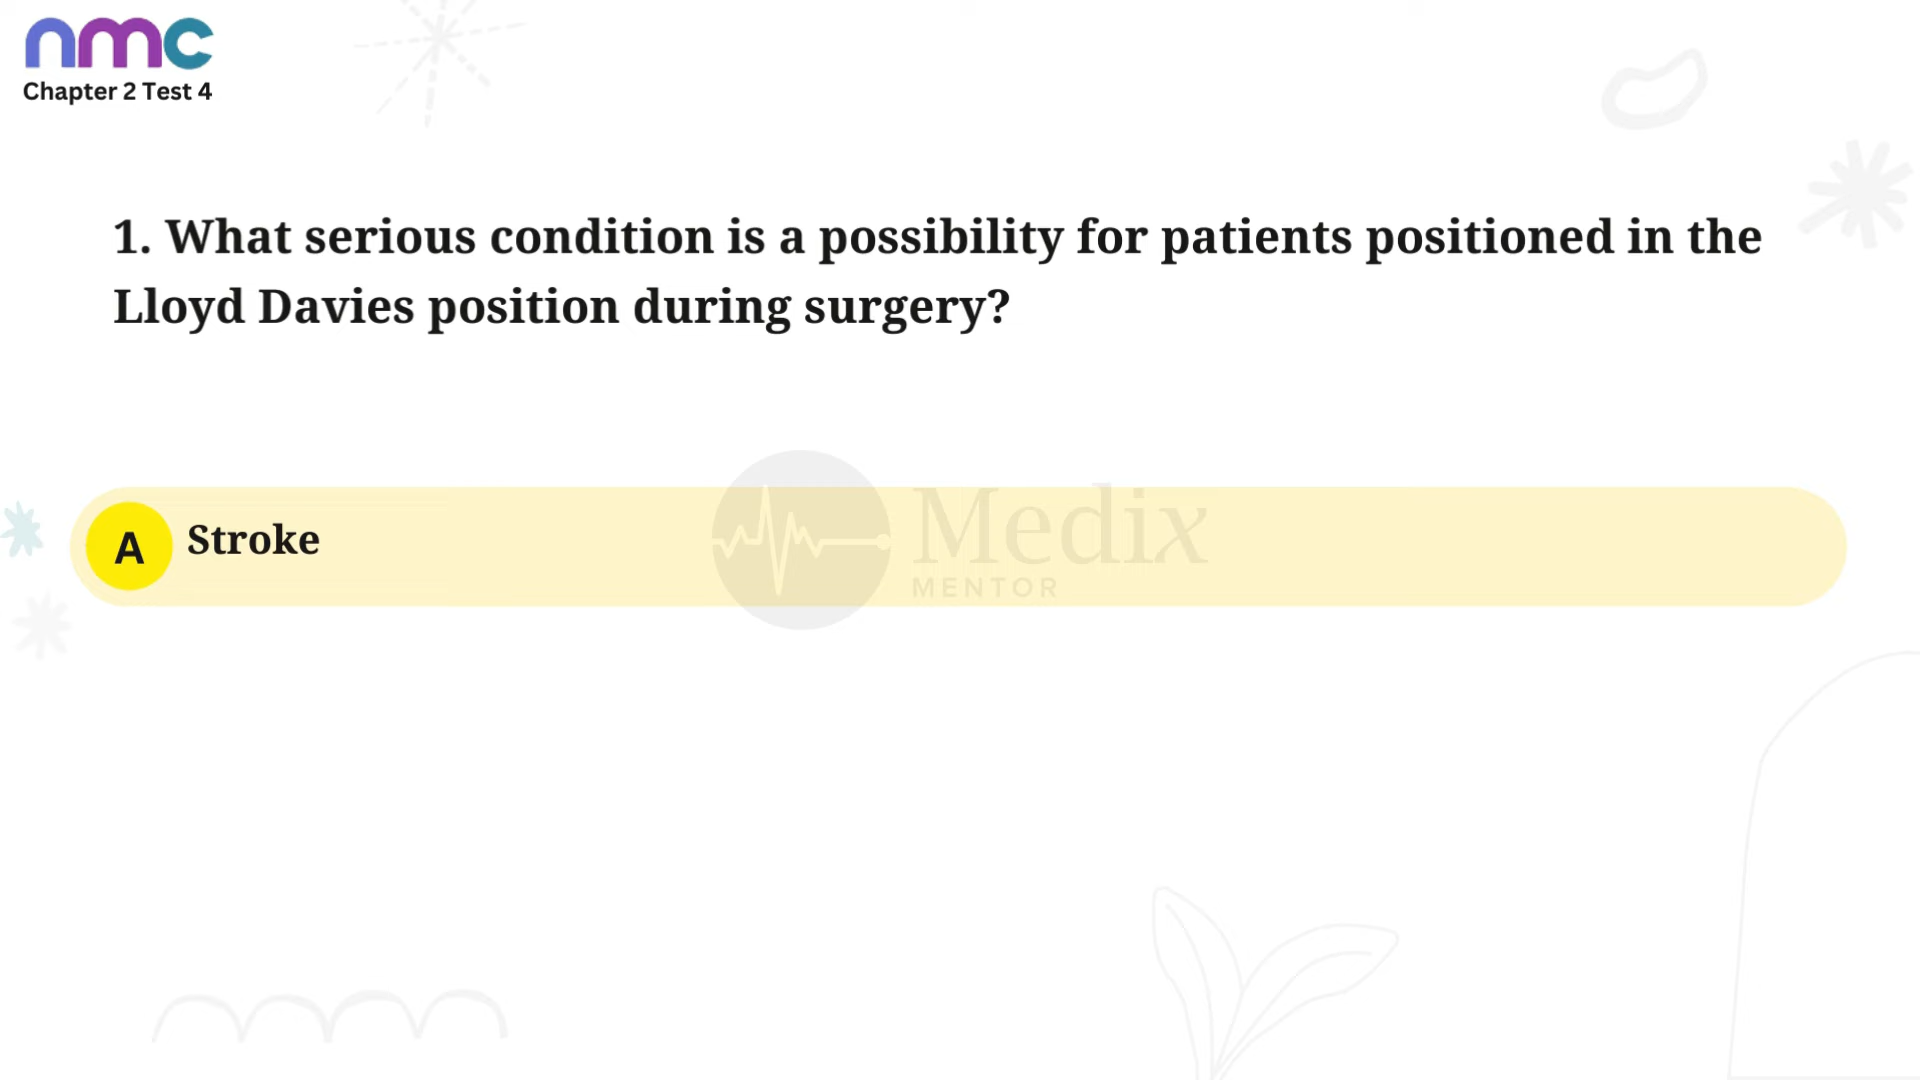 nmc
Chapter 2 Test 4
1. What serious condition is a possibility for patients positioned in the
Lloyd Davies position during surgery?
A Stroke
Medix
MENTOR